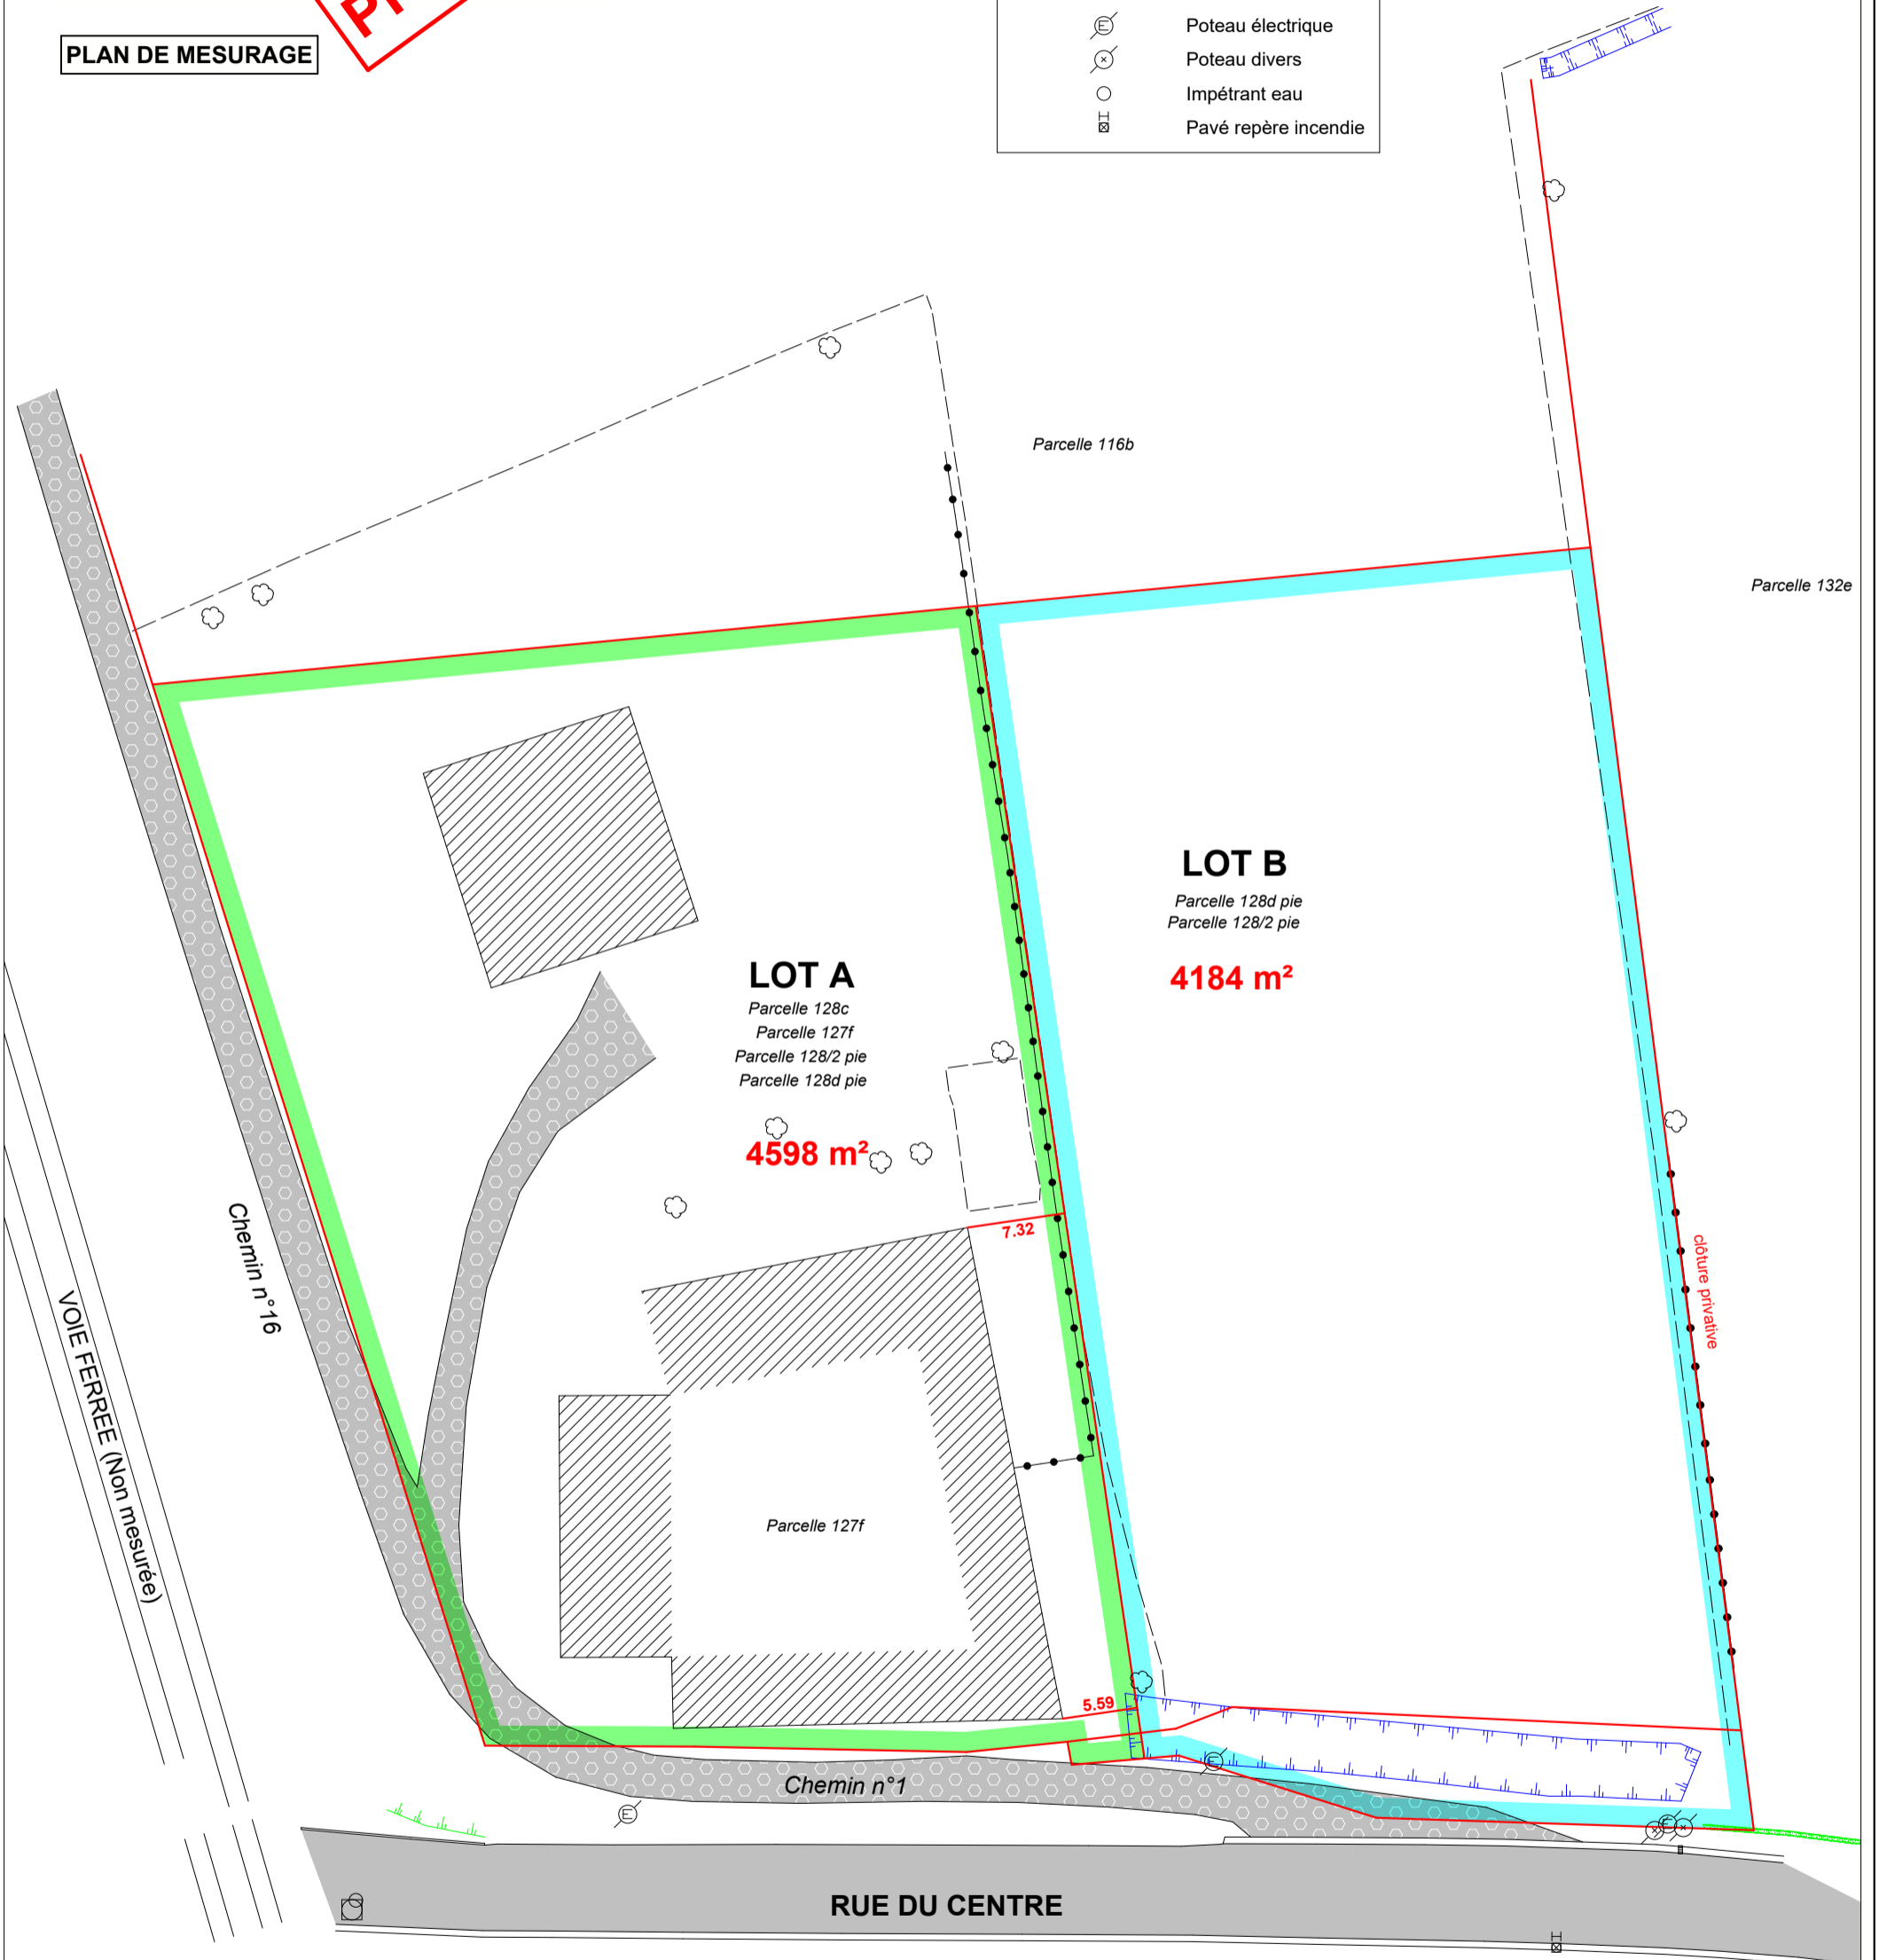 PLAN DE MESURAGE
Poteau électrique
Poteau divers
Impétrant eau
Pavé repère incendie
Parcelle 116b
Parcelle 132e
LOT B
Parcelle 128d pie
Parcelle 128/2 pie
4184 m²
LOT A
Parcelle 128c
Parcelle 127f
Parcelle 128/2 pie
Parcelle 128d pie
4598 m²
7.32
clôture privative
Chemin n°16
VOIE FERREE (Non mesurée)
Parcelle 127f
5.59
Chemin n°1
RUE DU CENTRE